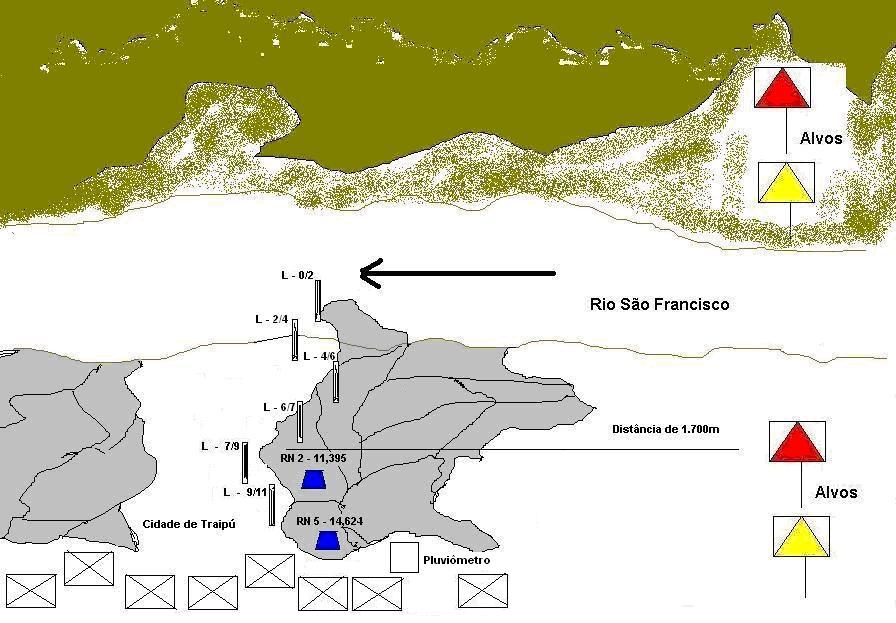 Alvos
L - 0/2
Rio São Francisco
L - 2/4
L - 4/6
L - 6/7
Distância de 1.700m
L - 7/9
RN 2 - 11,395
L - 9/11
Alvos
RN 5 - 14,624
Cidade de Traipú
Pluviómetro